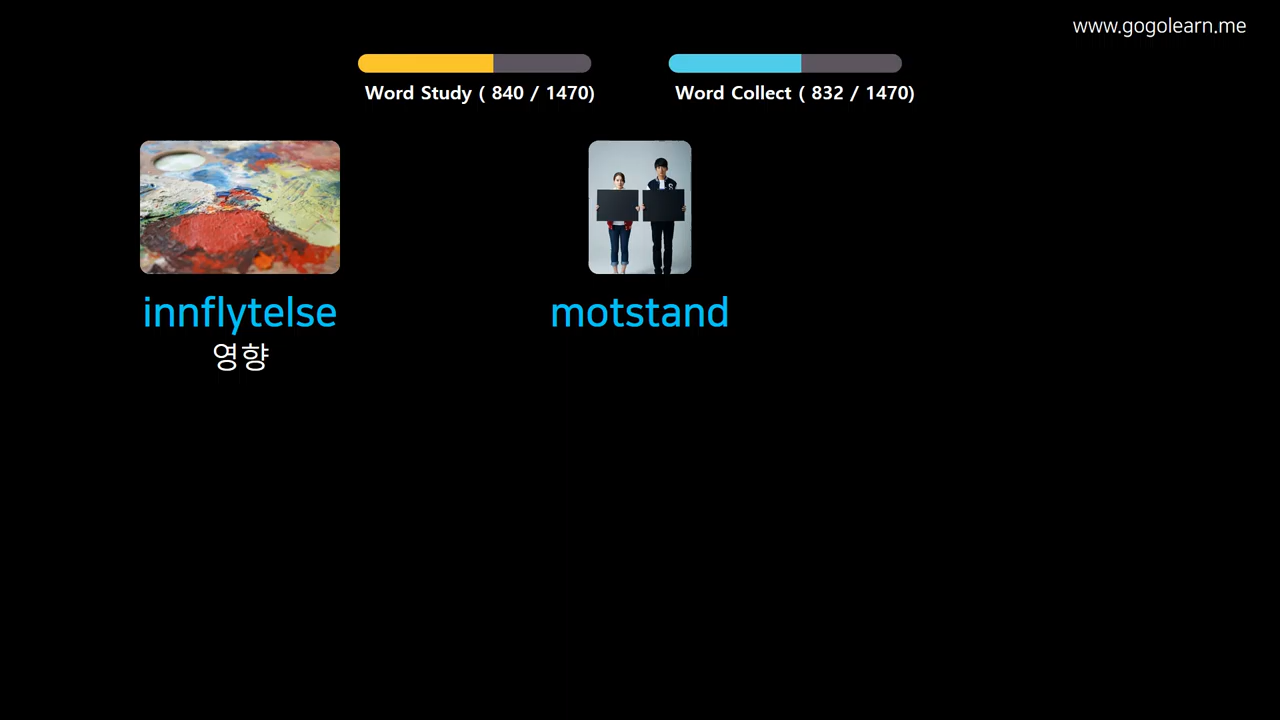 www.gogolearn.me
Word Study ( 840 / 1470)
Word Collect ( 832 / 1470)
innflytelse
영향
motstand